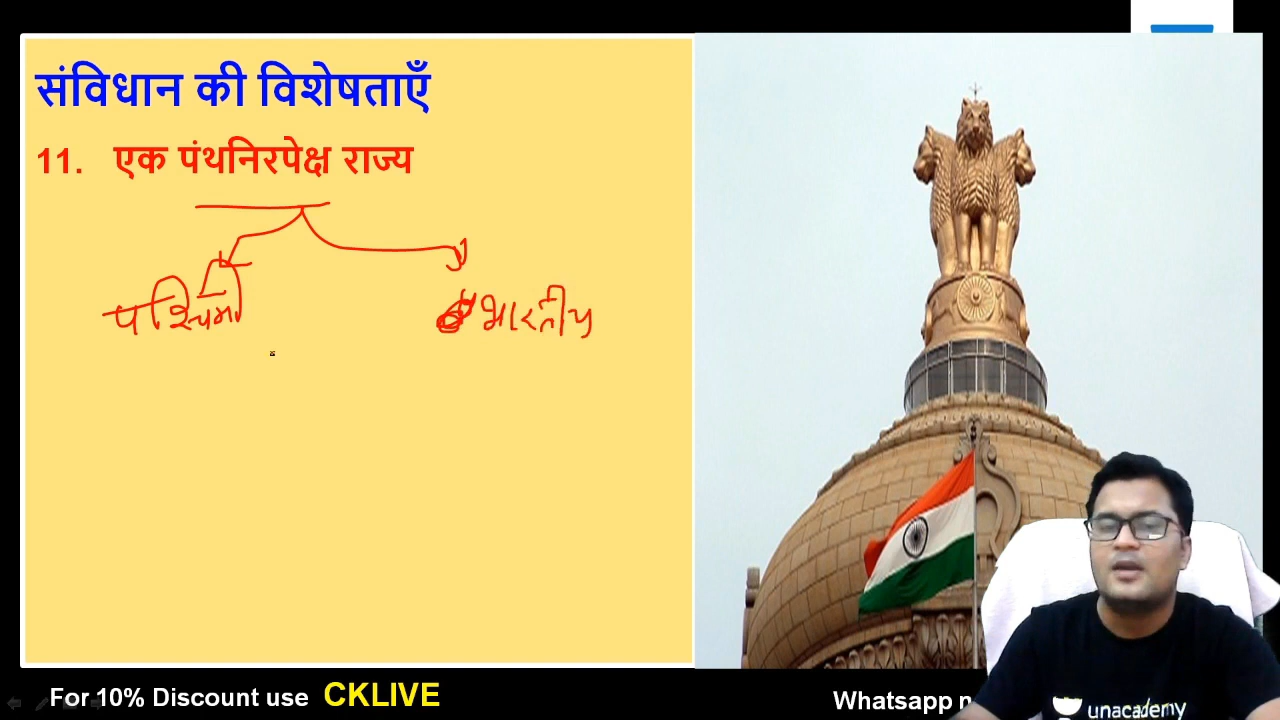 संविधान की विशेषताएँ
11. एक पंथनिरपेक्ष राज्य
पश्चिमी भारतीय
For 10% Discount use CKLIVE
Whatsapp n
unacademy